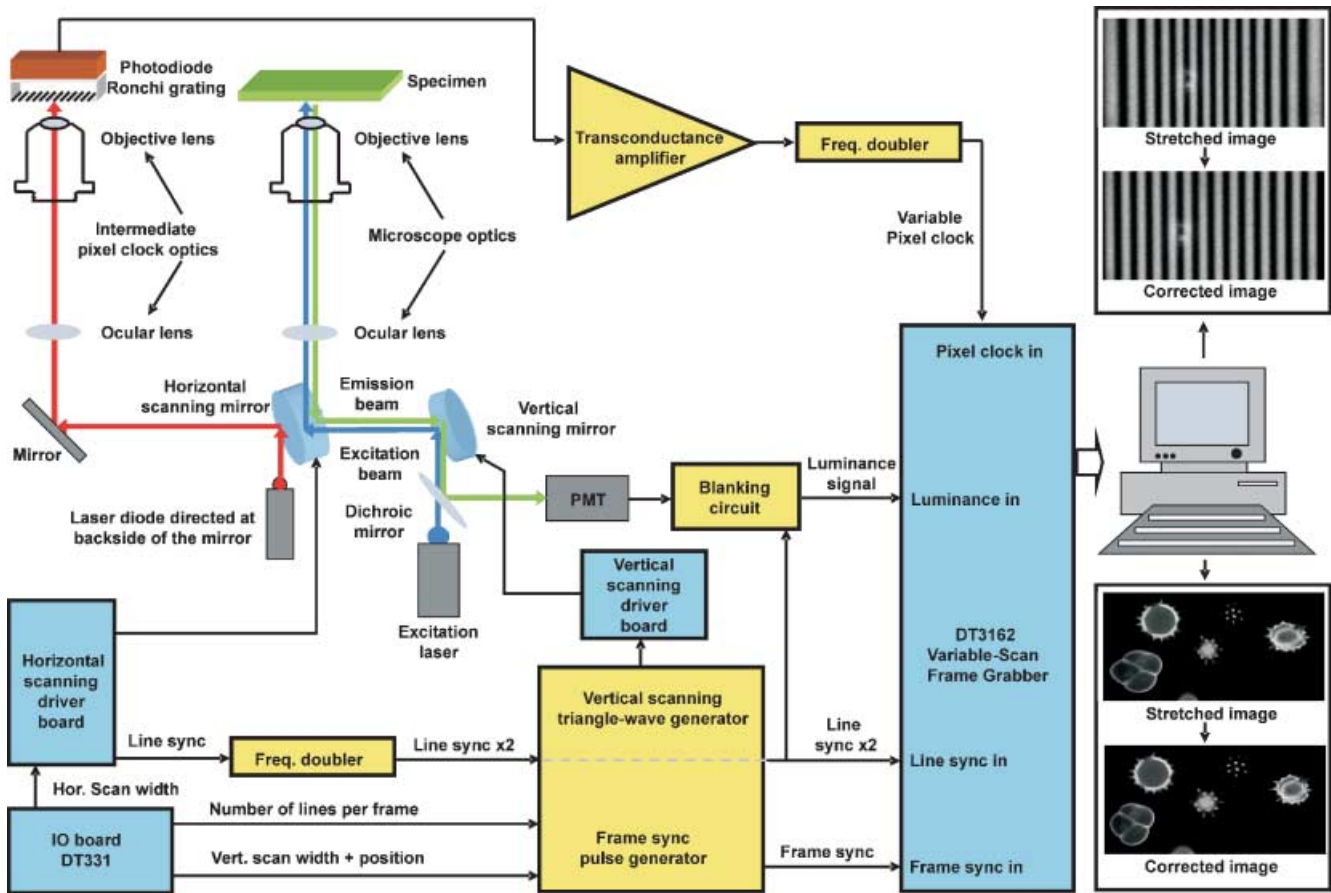 Photodiode
Ronchi grating
Specimen
Objective lens
Objective lens
Transconductance
amplifier
Freq. doubler
Stretched image
Corrected image
Intermediate
pixel clock optics
Microscope optics
Variable
Pixel clock
Ocular lens
Ocular lens
Pixel clock in
Horizontal
scanning mirror
Emission
beam
Vertical
scanning mirror
Mirror
Excitation
beam
Dichroic
mirror
Laser diode directed at
backside of the mirror
PMT
Blanking
circuit
Luminance
signal
Luminance in
Vertical
scanning
driver
board
Excitation
laser
Horizontal
scanning
driver
board
DT3162
Variable-Scan
Frame Grabber
Vertical scanning
triangle-wave generator
Stretched image
Line sync
Freq. doubler
Line sync x2
Line
sync x2
Line sync in
Hor. Scan width
Number of lines per frame
IO board
DT331
Vert. scan width + position
Frame sync
pulse generator
Frame sync
Frame sync in
Corrected image